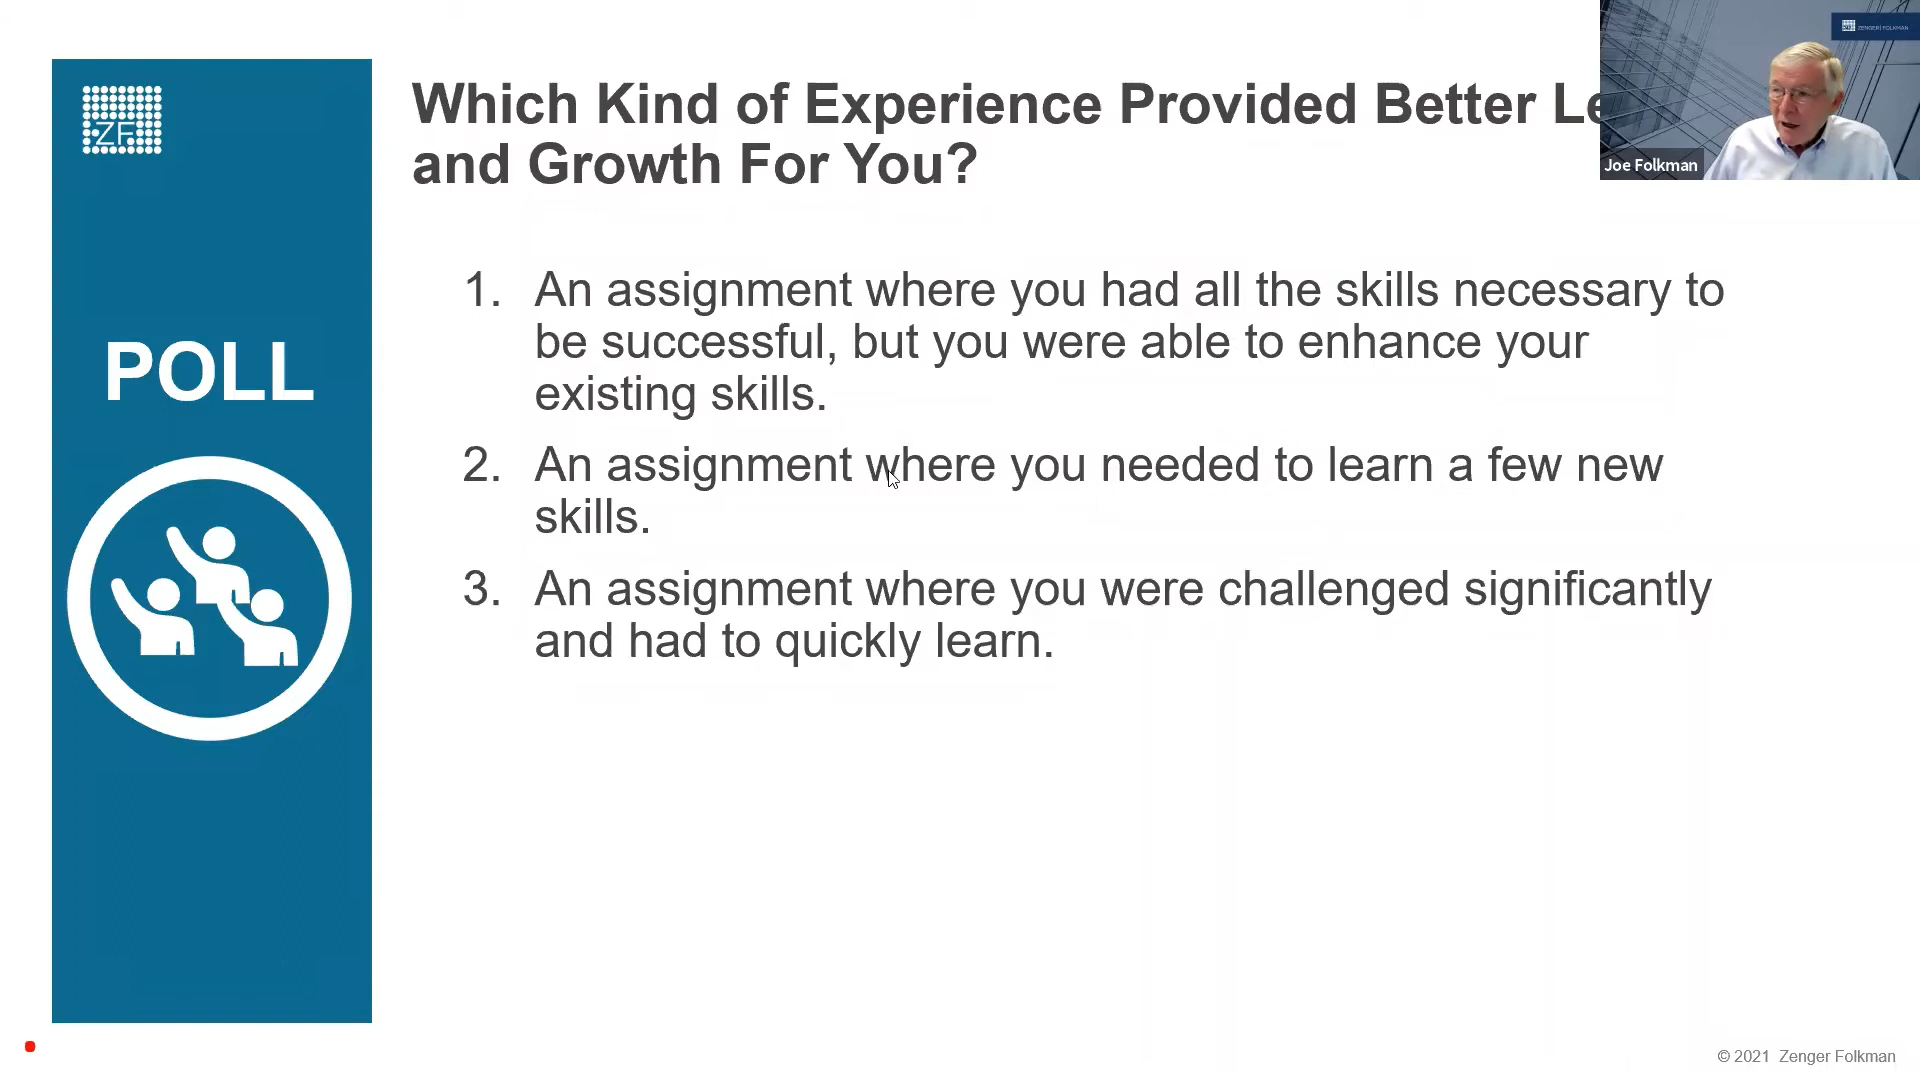 ZF
POLL
Which Kind of Experience Provided Better
and Growth For You?
1. An assignment where you had all the skills necessary to
be successful, but you were able to enhance your
existing skills.
2. An assignment where you needed to learn a few new
skills.
3. An assignment where you were challenged significantly
and had to quickly learn.
ZENGER FOLKMAN
Joe Folkman
© 2021 Zenger Folkman